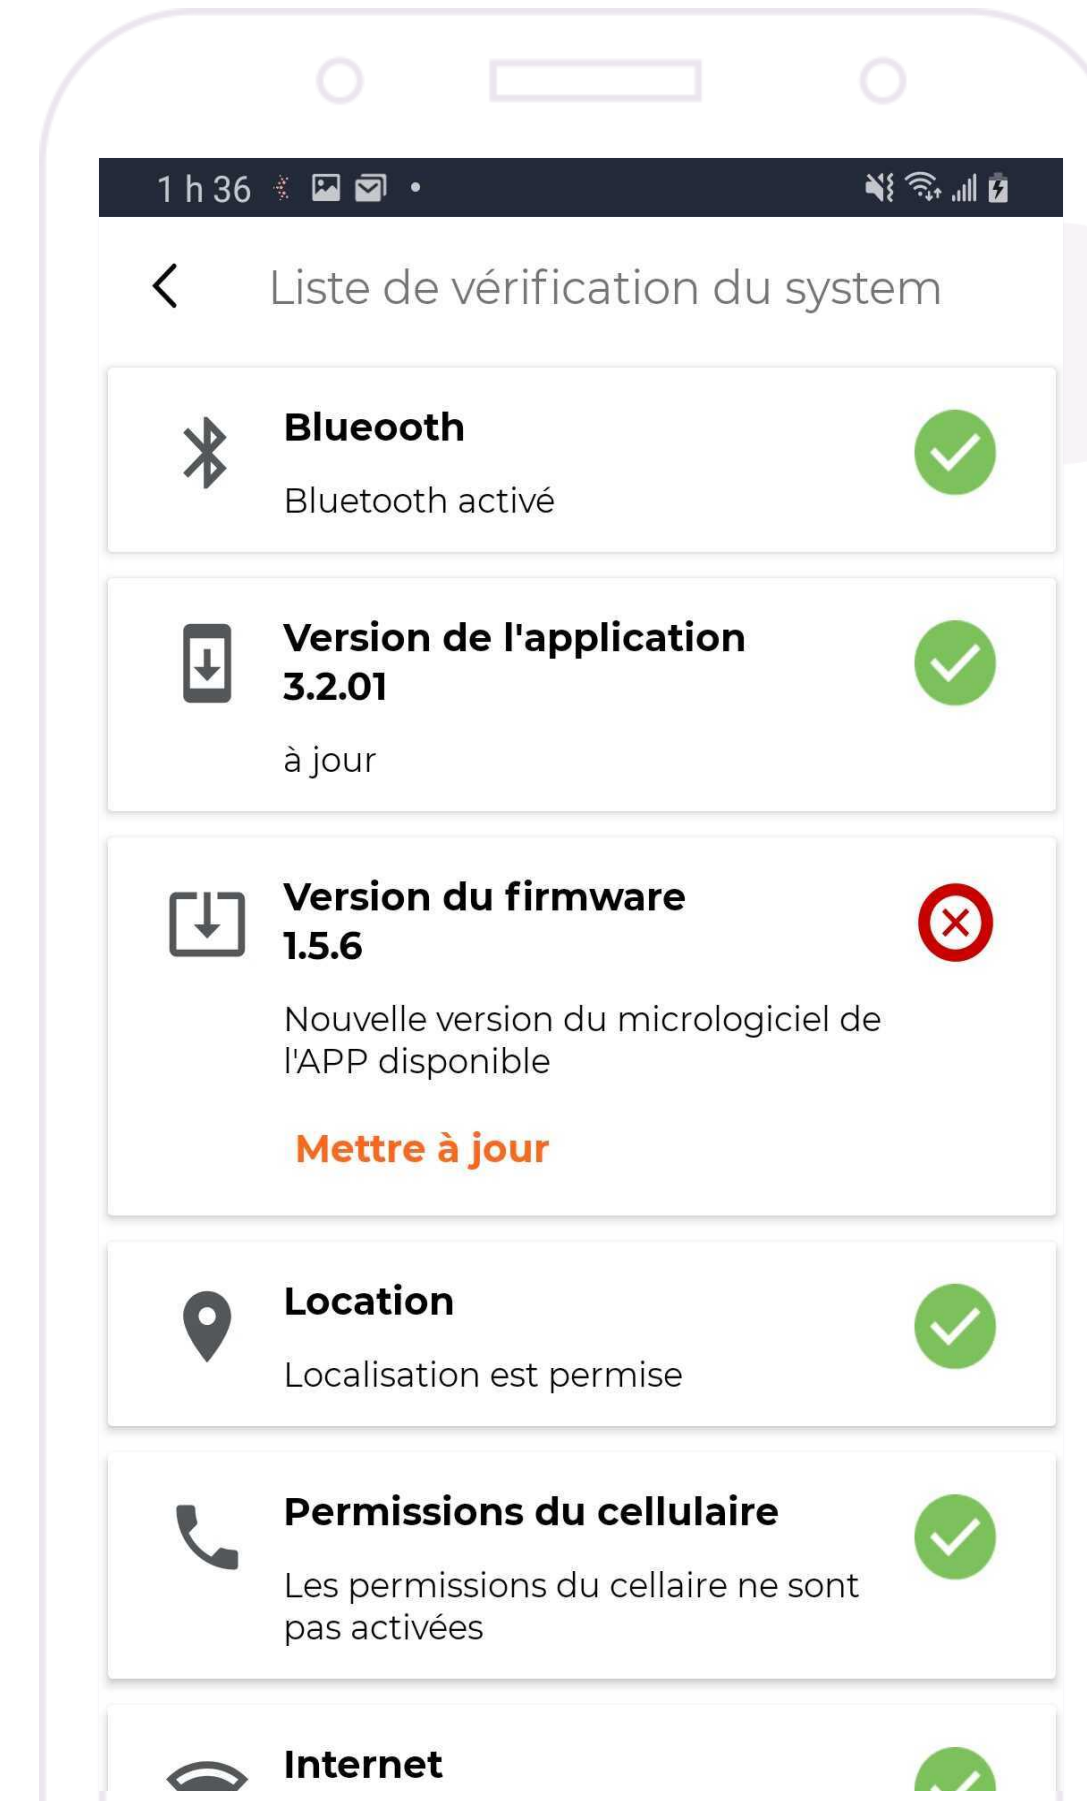 1 h 36
Liste de vérification du system
Blueooth
Bluetooth activé
Version de l'application
3.2.01
à jour
Version du firmware
1.5.6
Nouvelle version du micrologiciel de
l'APP disponible
Mettre à jour
Location
Localisation est permise
Permissions du cellulaire
Les permissions du cellaire ne sont
pas activées
Internet